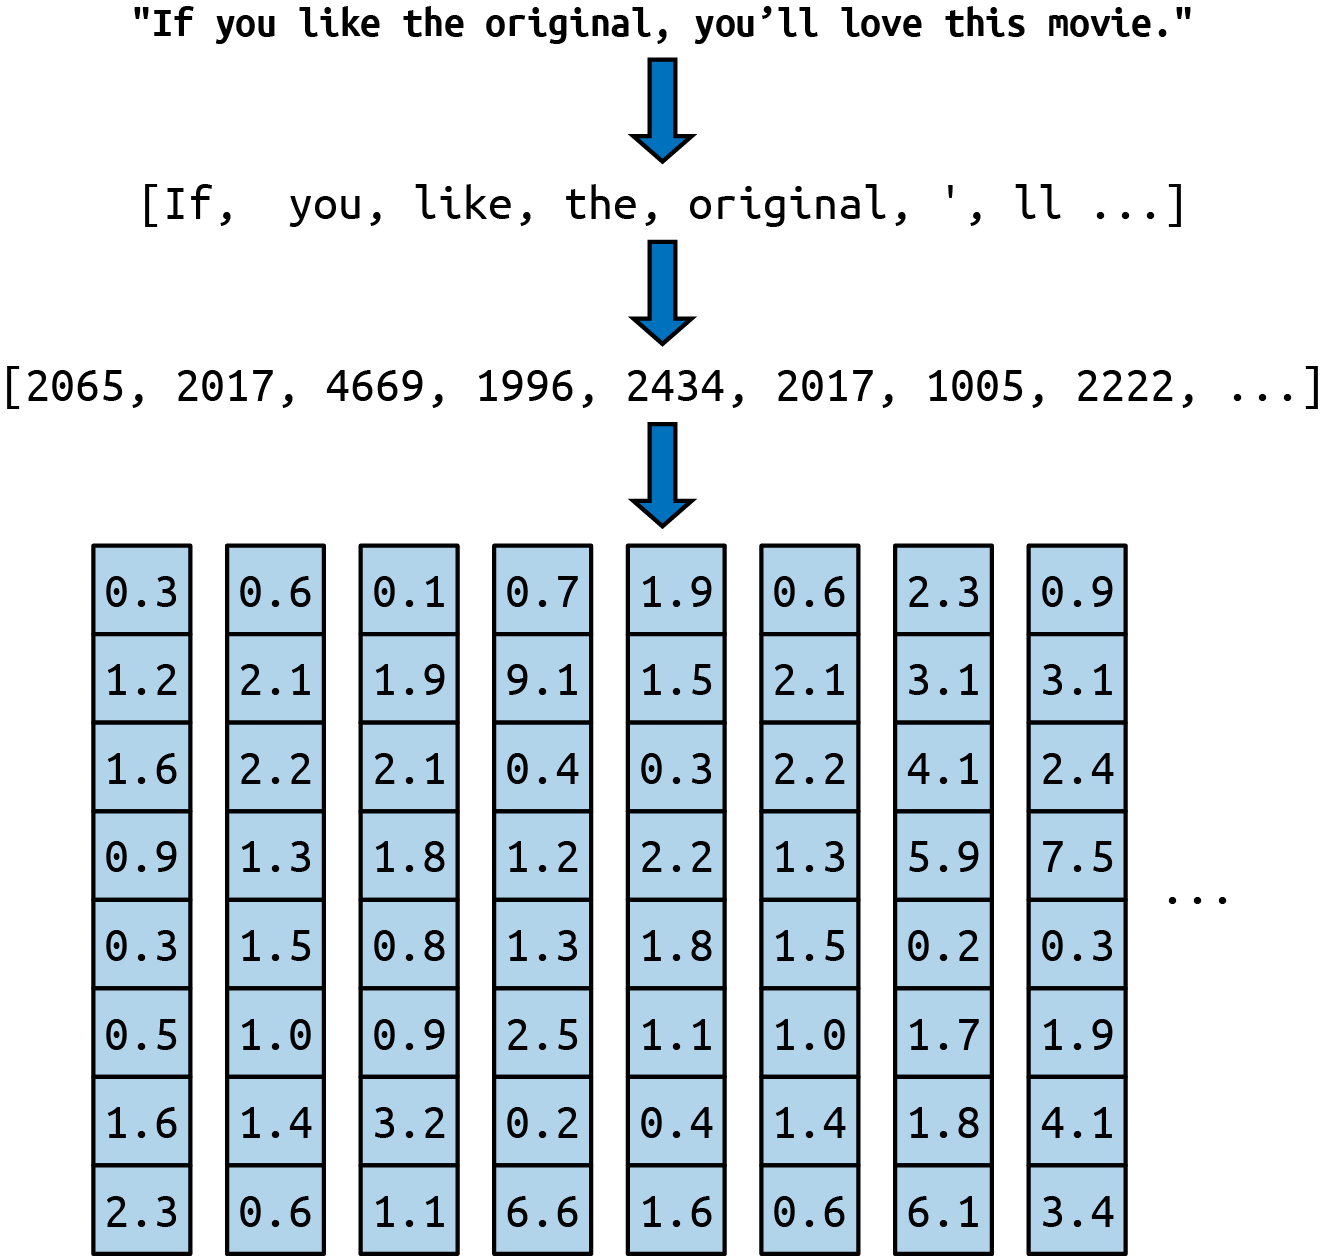 "If you like the original, you’ll love this movie."
[If,  you, like, the, original, ', ll ...]
[2065, 2017, 4669, 1996, 2434, 2017, 1005, 2222, ...]
0.3 0.6 0.1 0.7 1.9 0.6 2.3 0.9
1.2 2.1 1.9 9.1 1.5 2.1 3.1 3.1
1.6 2.2 2.1 0.4 0.3 2.2 4.1 2.4
0.9 1.3 1.8 1.2 2.2 1.3 5.9 7.5
...
0.3 1.5 0.8 1.3 1.8 1.5 0.2 0.3
0.5 1.0 0.9 2.5 1.1 1.0 1.7 1.9
1.6 1.4 3.2 0.2 0.4 1.4 1.8 4.1
2.3 0.6 1.1 6.6 1.6 0.6 6.1 3.4